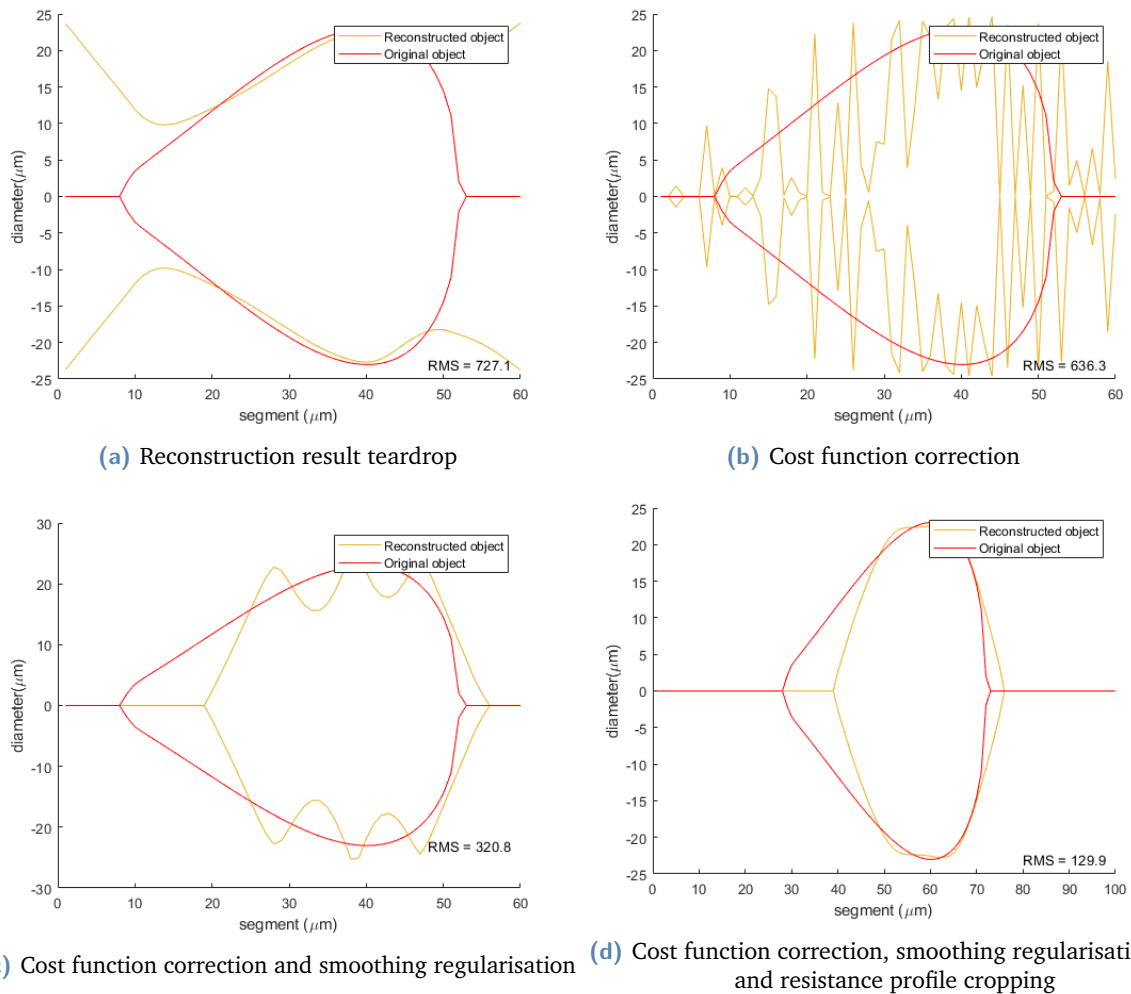 25
20
15
10
5
0
-5
-10
-15
-20
-25
diameter(μm)
Reconstructed object
Original object
RMS = 727.1
0 10 20 30 40 50 60
segment (μm)
(a) Reconstruction result teardrop
25
20
15
10
5
0
-5
-10
-15
-20
-25
diameter(μm)
Reconstructed object
Original object
RMS = 636.3
0 10 20 30 40 50 60
segment (μm)
(b) Cost function correction
30
20
10
0
-10
-20
-30
diameter(μm)
Reconstructed object
Original object
RMS = 320.8
0 10 20 30 40 50 60
segment (μm)
) Cost function correction and smoothing regularisation
25
20
15
10
5
0
-5
-10
-15
-20
-25
diameter(μm)
Reconstructed object
Original object
RMS = 129.9
0 10 20 30 40 50 60 70 80 90 100
segment (μm)
(d) Cost function correction, smoothing regularisati
and resistance profile cropping